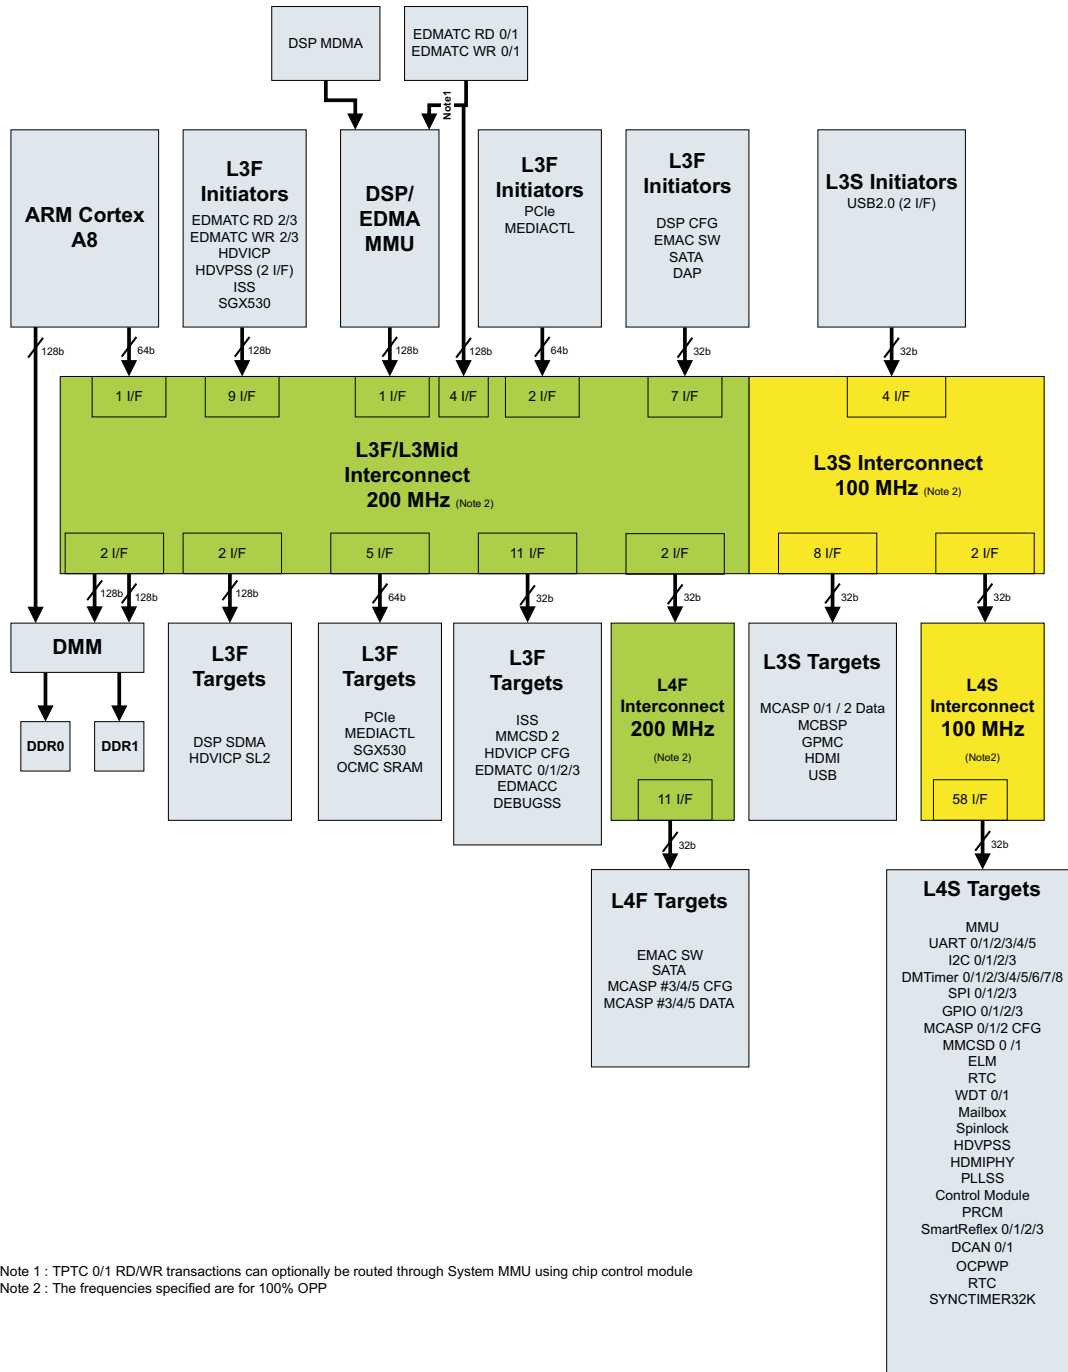 DSP MDMA
EDMATC RD 0/1
EDMATC WR 0/1
Note1
ARM Cortex
A8
L3F
Initiators
EDMATC RD 2/3
EDMATC WR 2/3
HDVICP
HDVPSS (2 I/F)
ISS
SGX530
DSP/
EDMA
MMU
L3F
Initiators
PCIe
MEDIACTL
L3F
Initiators
DSP CFG
EMAC SW
SATA
DAP
L3S Initiators
USB2.0 (2 I/F)
128b
64b
128b
128b
128b
64b
32b
32b
1 I/F
9 I/F
1 I/F
4 I/F
2 I/F
7 I/F
4 I/F
L3F/L3Mid
Interconnect
200 MHz (Note 2)
L3S Interconnect
100 MHz (Note 2)
2 I/F
2 I/F
5 I/F
11 I/F
2 I/F
8 I/F
2 I/F
128b
128b
128b
64b
32b
32b
32b
32b
DMM
DDR0
DDR1
L3F
Targets
DSP SDMA
HDVICP SL2
L3F
Targets
PCIe
MEDIACTL
SGX530
OCMC SRAM
L3F
Targets
ISS
MMCSD 2
HDVICP CFG
EDMATC 0/1/2/3
EDMACC
DEBUGSS
L4F
Interconnect
200 MHz
(Note 2)
11 I/F
L3S Targets
MCASP 0/1 / 2 Data
MCBSP
GPMC
HDMI
USB
L4S
Interconnect
100 MHz
(Note2)
58 I/F
32b
32b
L4F Targets
EMAC SW
SATA
MCASP #3/4/5 CFG
MCASP #3/4/5 DATA
L4S Targets
MMU
UART 0/1/2/3/4/5
I2C 0/1/2/3
DMTimer 0/1/2/3/4/5/6/7/8
SPI 0/1/2/3
GPIO 0/1/2/3
MCASP 0/1/2 CFG
MMCSD 0 /1
ELM
RTC
WDT 0/1
Mailbox
Spinlock
HDVPSS
HDMIPHY
PLLSS
Control Module
PRCM
SmartReflex 0/1/2/3
DCAN 0/1
OCPWP
RTC
SYNCTIMER32K
Note 1 : TPTC 0/1 RD/WR transactions can optionally be routed through System MMU using chip control module
Note 2 : The frequencies specified are for 100% OPP